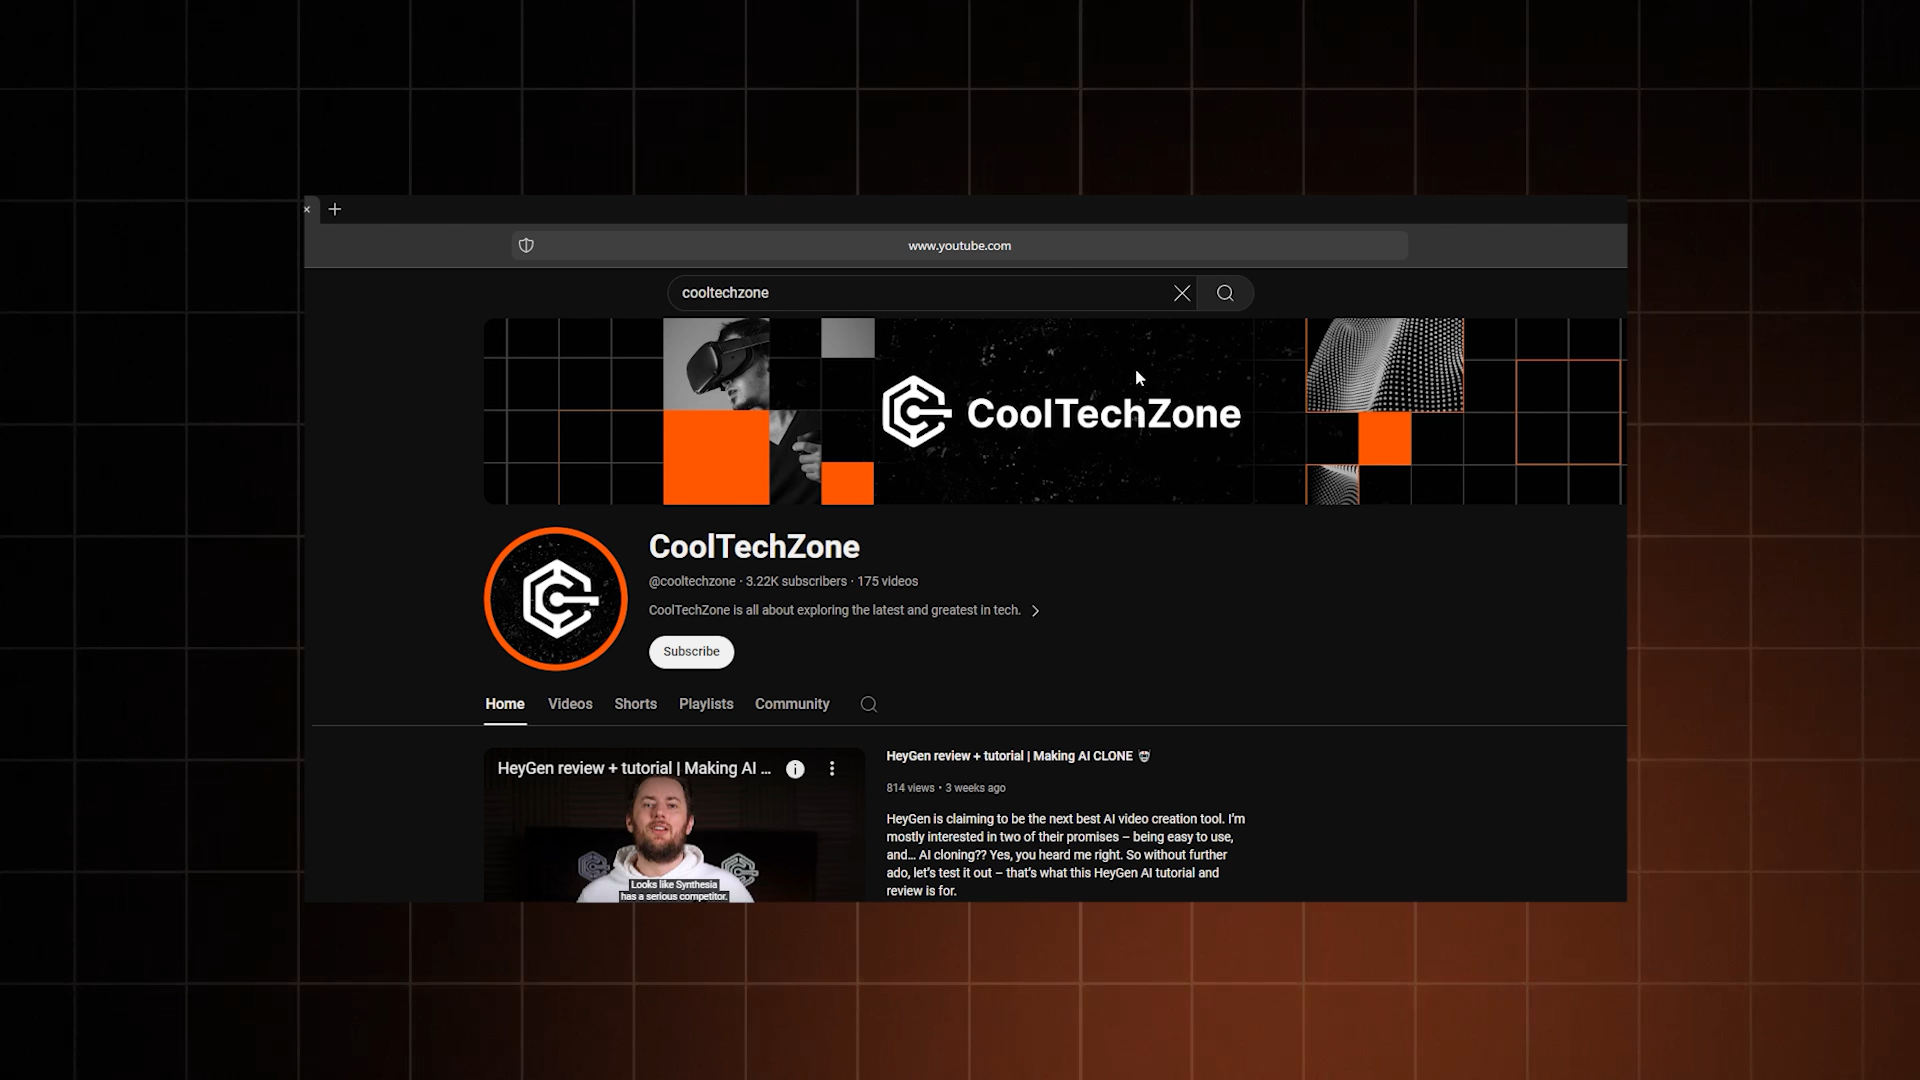 www.youtube.com
cooltechzone
CoolTechZone
CoolTechZone
@cooltechzone · 3.22K subscribers · 175 videos
CoolTechZone is all about exploring the latest and greatest in tech.
Subscribe
Home Videos Shorts Playlists Community
HeyGen review + tutorial | Making AI ...
Looks like Synthesia
has a serious competitor.
HeyGen review + tutorial | Making AI CLONE
814 views • 3 weeks ago
HeyGen is claiming to be the next best AI video creation tool. I'm
mostly interested in two of their promises – being easy to use,
and... AI cloning?? Yes, you heard me right. So without further
ado, let's test it out – that's what this HeyGen AI tutorial and
review is for.